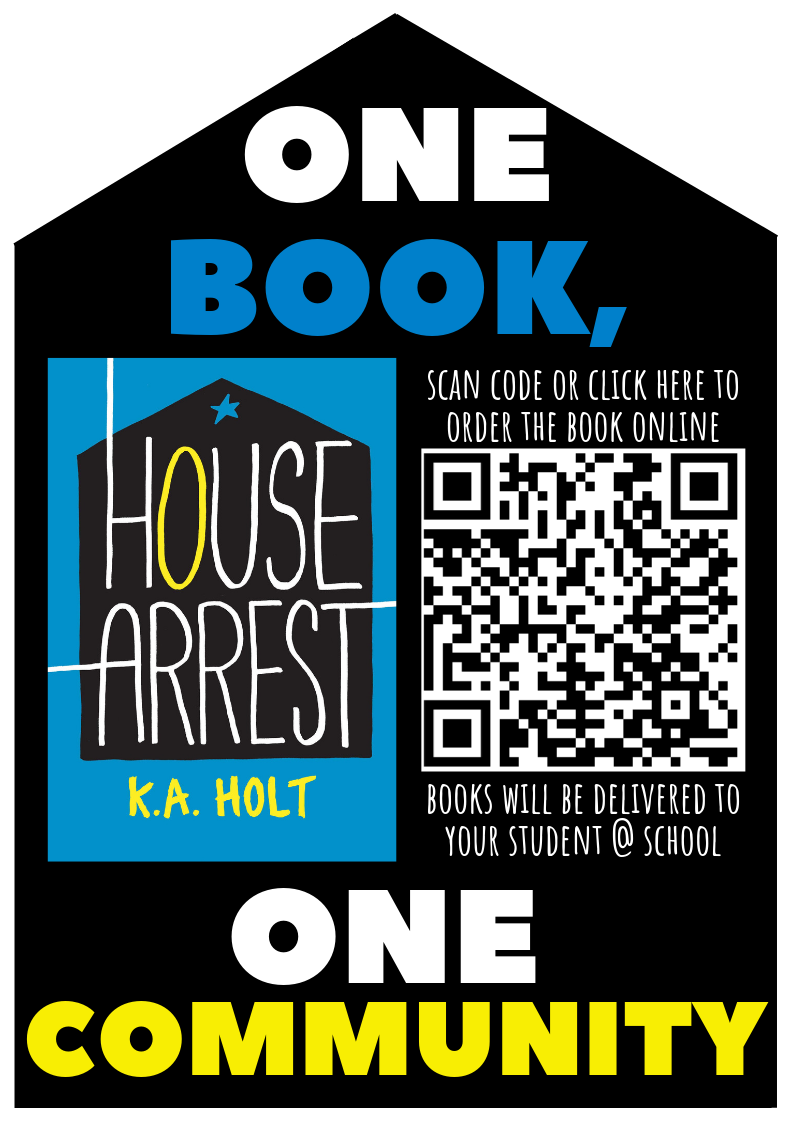 ONE
BOOK,
HOUSE
ARREST
K.A. HOLT
SCAN CODE OR CLICK HERE TO
ORDER THE BOOK ONLINE
BOOKS WILL BE DELIVERED TO
YOUR STUDENT @ SCHOOL
ONE
COMMUNITY